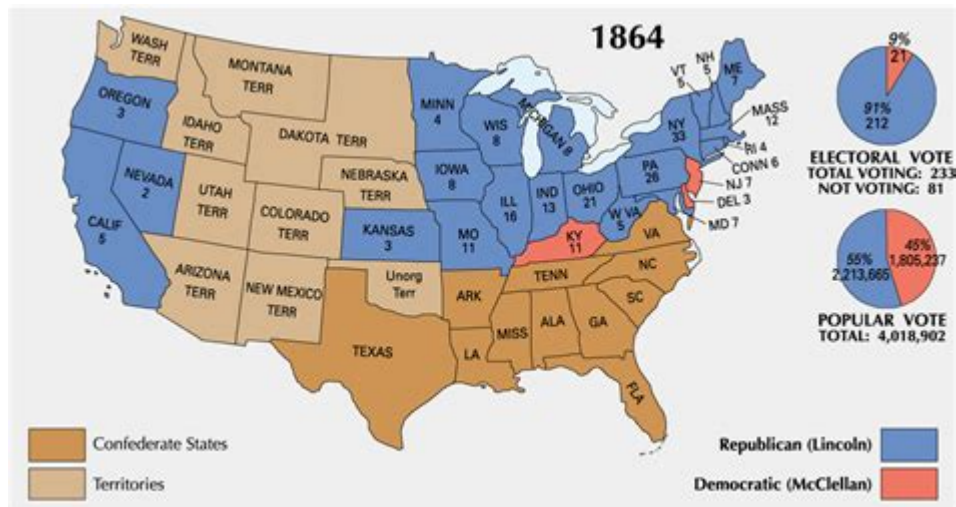 1864
WASH
TERR
MONTANA
TERR
OREGON
3
IDAHO
TERR
DAKOTA TERR
NEBRASKA
TERR
NEVADA
2
UTAH
TERR
COLORADO
TERR
CALIF
5
ARIZONA
TERR
NEW MEXICO
TERR
KANSAS
3
Unorg
Terr
TEXAS
MINN
4
WIS
8
MICHIGAN 8
IOWA
8
ILL
16
IND
13
OHIO
21
MO
11
KY
11
W VA
5
VA
PA
26
NY
33
VT
5
NH
5
ME
7
MASS
12
RI 4
CONN 6
NJ 7
DEL 3
MD 7
TENN
NC
SC
ARK
LA
MISS
ALA
GA
FLA
9%
21
91%
212
ELECTORAL VOTE
TOTAL VOTING: 233
NOT VOTING: 81
45%
1,805,237
55%
2,213,665
POPULAR VOTE
TOTAL: 4,018,902
Confederate States
Territories
Republican (Lincoln)
Democratic (McClellan)